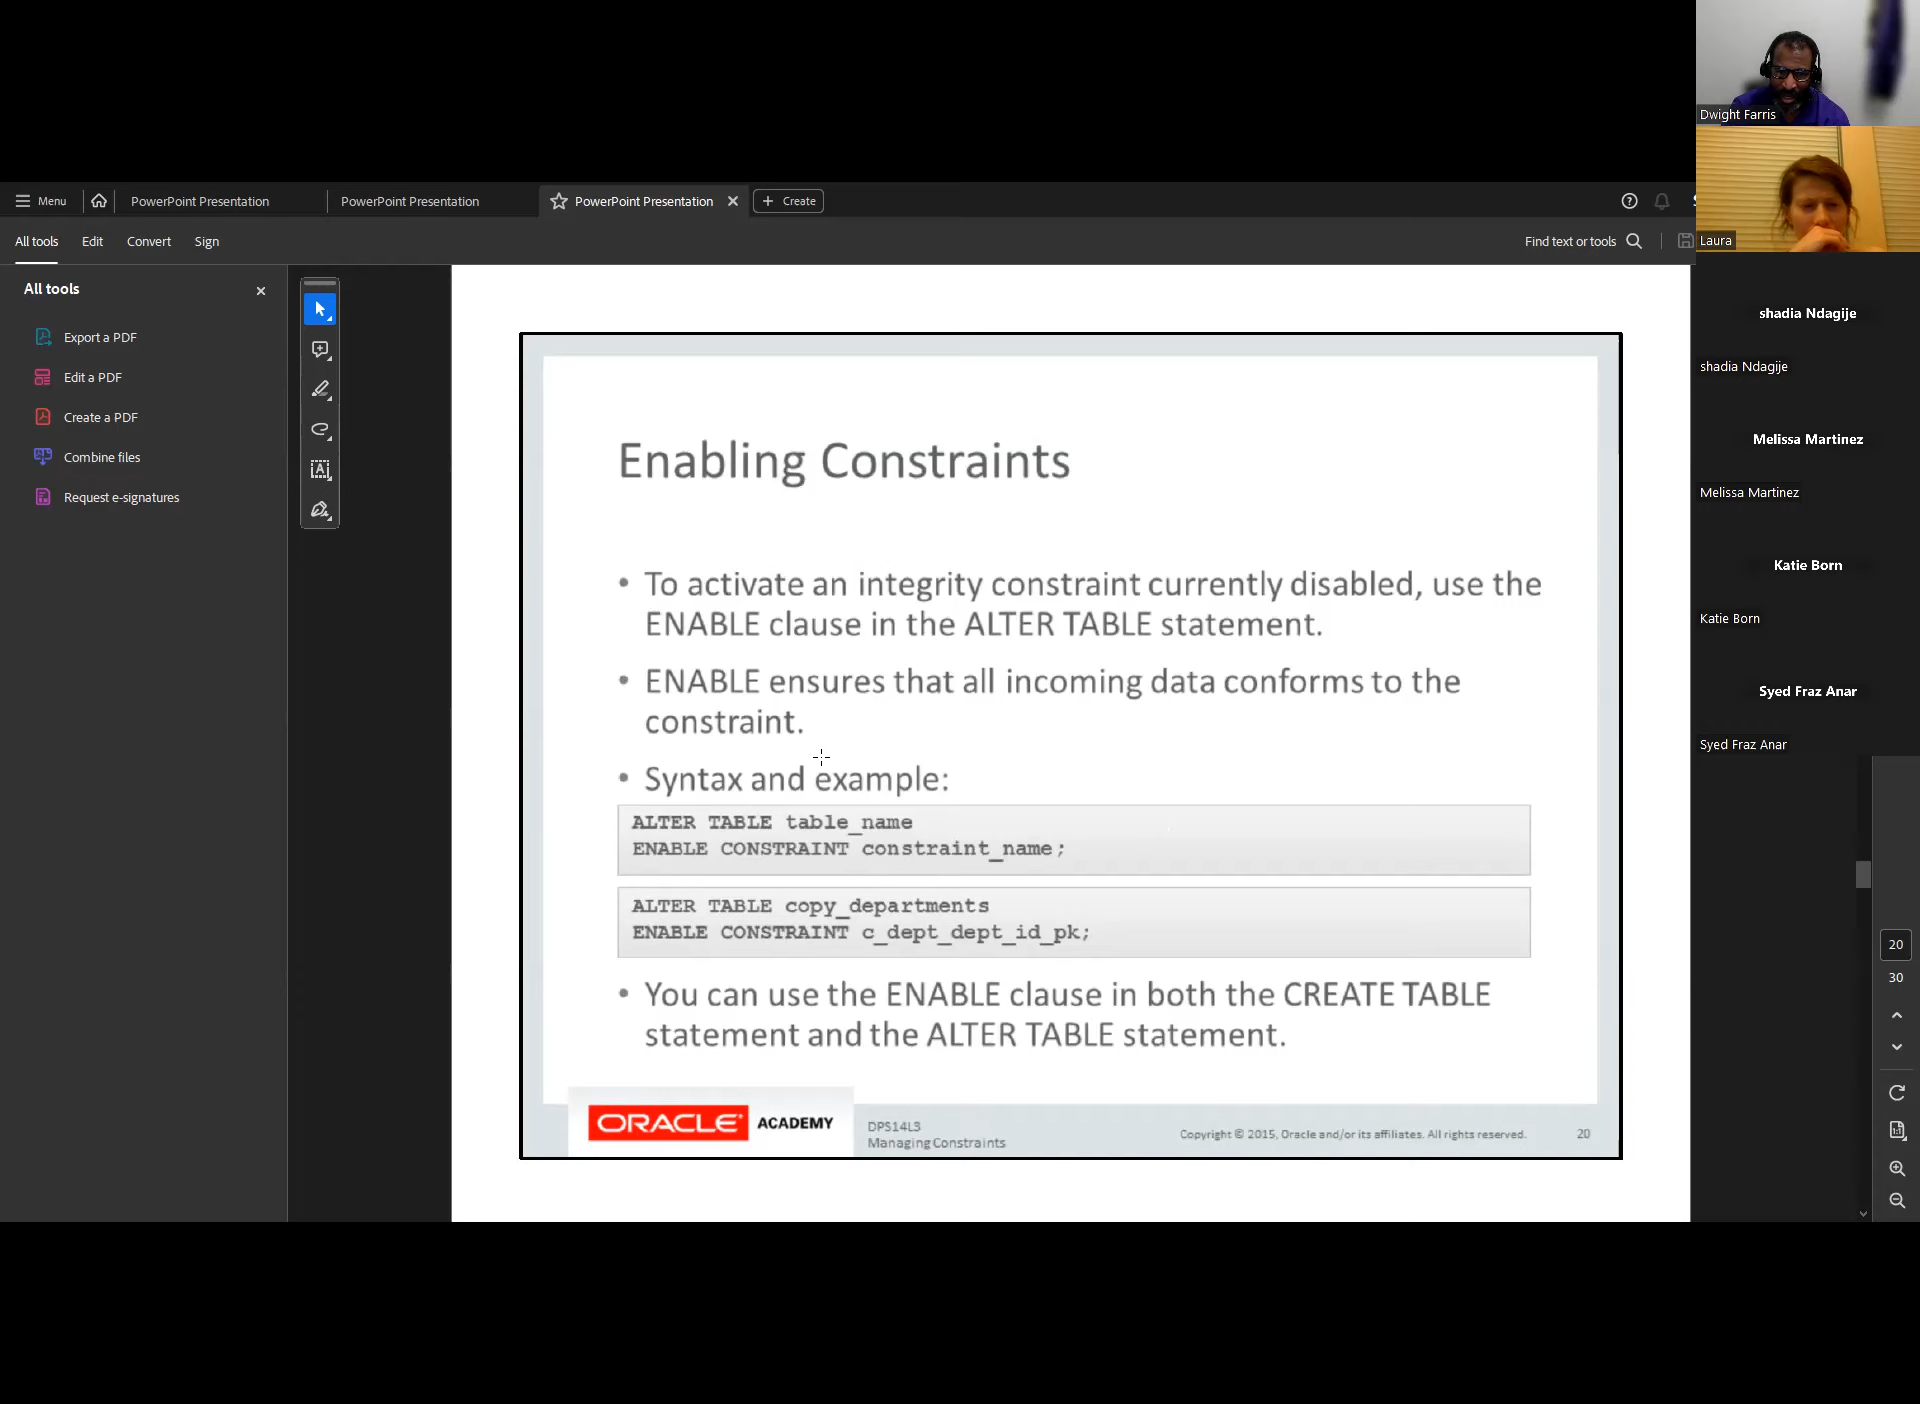 Dwight Farris
Menu
PowerPoint Presentation
PowerPoint Presentation
PowerPoint Presentation
Create
All tools
Edit
Convert
Sign
Find text or tools
Laura
All tools
Export a PDF
Edit a PDF
Create a PDF
Combine files
Request e-signatures
shadia Ndagije
shadia Ndagije
Melissa Martinez
Melissa Martinez
Katie Born
Katie Born
Syed Fraz Anar
Syed Fraz Anar
Enabling Constraints
• To activate an integrity constraint currently disabled, use the
ENABLE clause in the ALTER TABLE statement.
• ENABLE ensures that all incoming data conforms to the
constraint.
• Syntax and example:
ALTER TABLE table_name
ENABLE CONSTRAINT constraint_name;
ALTER TABLE copy_departments
ENABLE CONSTRAINT c_dept_dept_id_pk;
• You can use the ENABLE clause in both the CREATE TABLE
statement and the ALTER TABLE statement.
ORACLE ACADEMY
DPS14L3
Managing Constraints
Copyright © 2015, Oracle and/or its affiliates. All rights reserved.
20
20
30
1:1